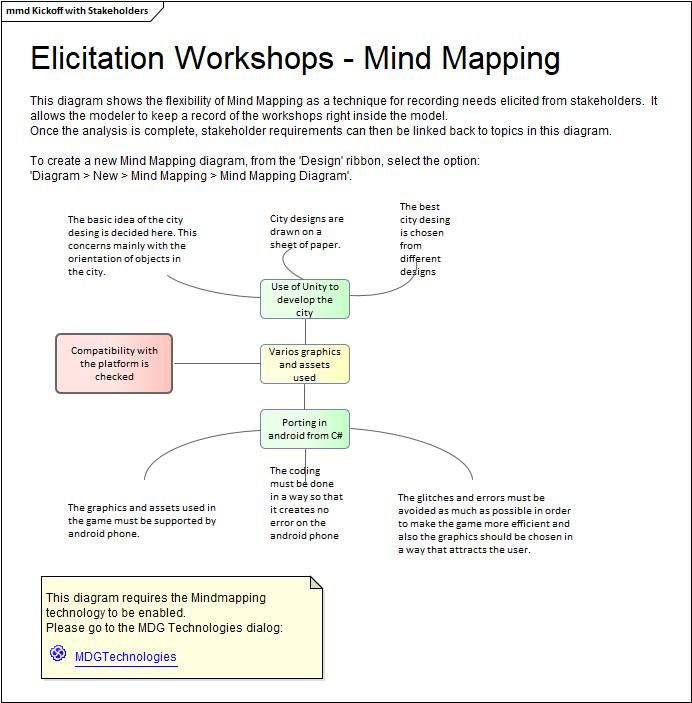 mmd Kickoff with Stakeholders
Elicitation Workshops - Mind Mapping
This diagram shows the flexibility of Mind Mapping as a technique for recording needs elicited from stakeholders.  It
allows the modeler to keep a record of the workshops right inside the model.
Once the analysis is complete, stakeholder requirements can then be linked back to topics in this diagram.
To create a new Mind Mapping diagram, from the 'Design' ribbon, select the option:
'Diagram > New > Mind Mapping > Mind Mapping Diagram'.
The basic idea of the city
desing is decided here. This
concerns mainly with the
orientation of objects in
the city.
City designs are
drawn on a
sheet of paper.
The best
city desing
is chosen
from
different
designs
Use of Unity to
develop the
city
Compatibility with
the platform is
checked
Varios graphics
and assets
used
Porting in
android from C#
The graphics and assets used in
the game must be supported by
android phone.
The coding
must be done
in a way so that
it creates no
error on the
android phone
The glitches and errors must be
avoided as much as possible in order
to make the game more efficient and
also the graphics should be chosen in
a way that attracts the user.
This diagram requires the Mindmapping
technology to be enabled.
Please go to the MDG Technologies dialog:
MDGTechnologies